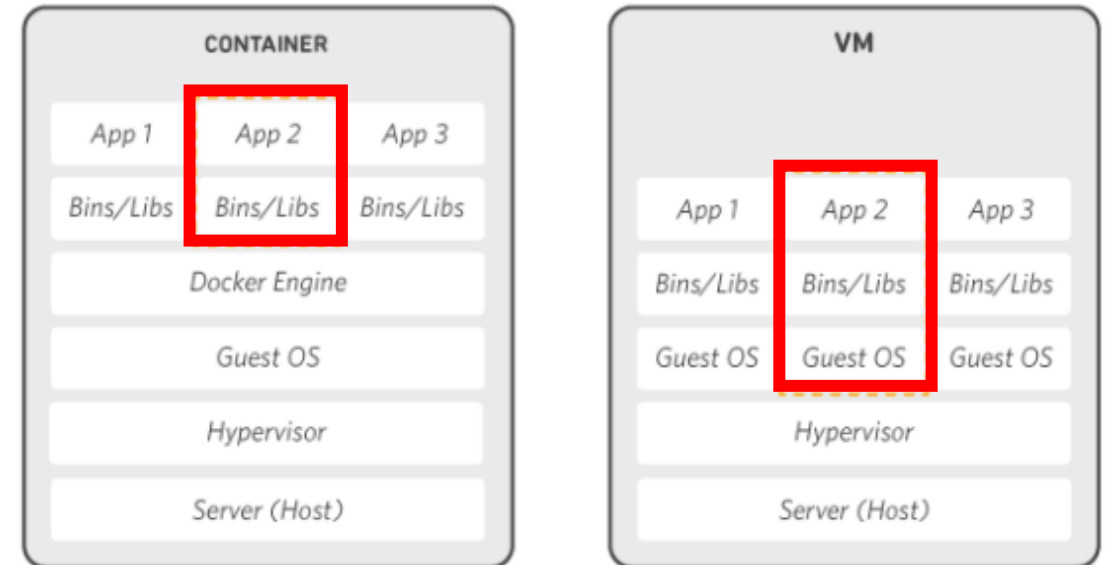 CONTAINER
App 1 App 2 App 3
Bins/Libs Bins/Libs Bins/Libs
Docker Engine
Guest OS
Hypervisor
Server (Host)
VM
App 1 App 2 App 3
Bins/Libs Bins/Libs Bins/Libs
Guest OS Guest OS Guest OS
Hypervisor
Server (Host)